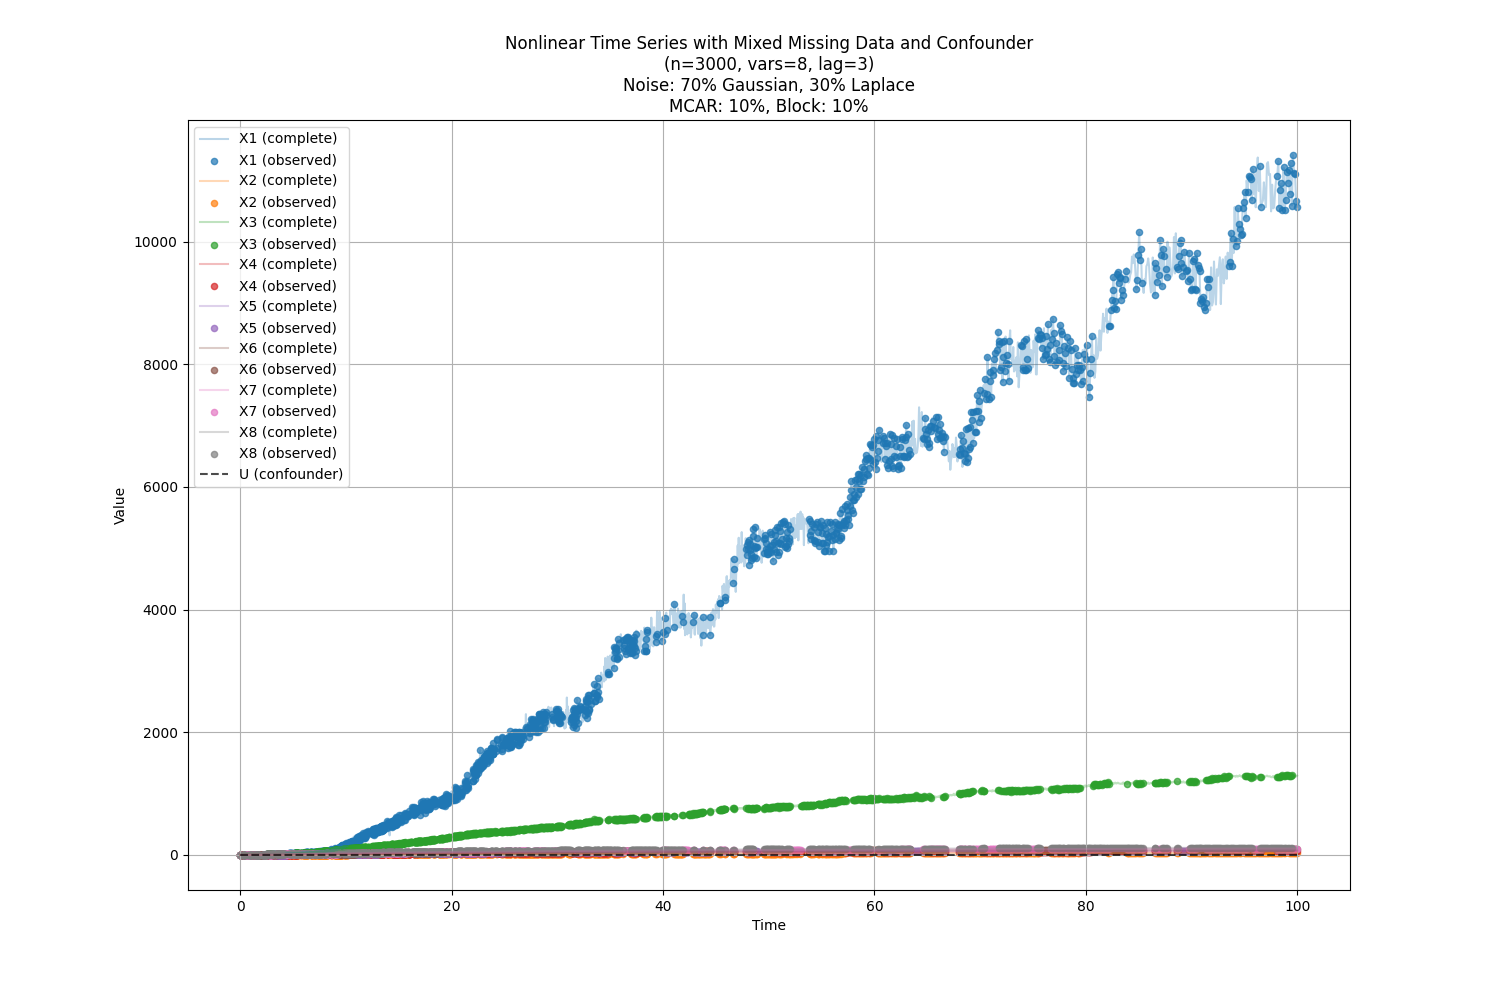 Nonlinear Time Series with Mixed Missing Data and Confounder
(n=3000, vars=8, lag=3)
Noise: 70% Gaussian, 30% Laplace
MCAR: 10%, Block: 10%
X1 (complete)
X1 (observed)
X2 (complete)
X2 (observed)
X3 (complete)
X3 (observed)
X4 (complete)
X4 (observed)
X5 (complete)
X5 (observed)
X6 (complete)
X6 (observed)
X7 (complete)
X7 (observed)
X8 (complete)
X8 (observed)
U (confounder)
10000
8000
6000
4000
2000
0
Value
0 20 40 60 80 100
Time